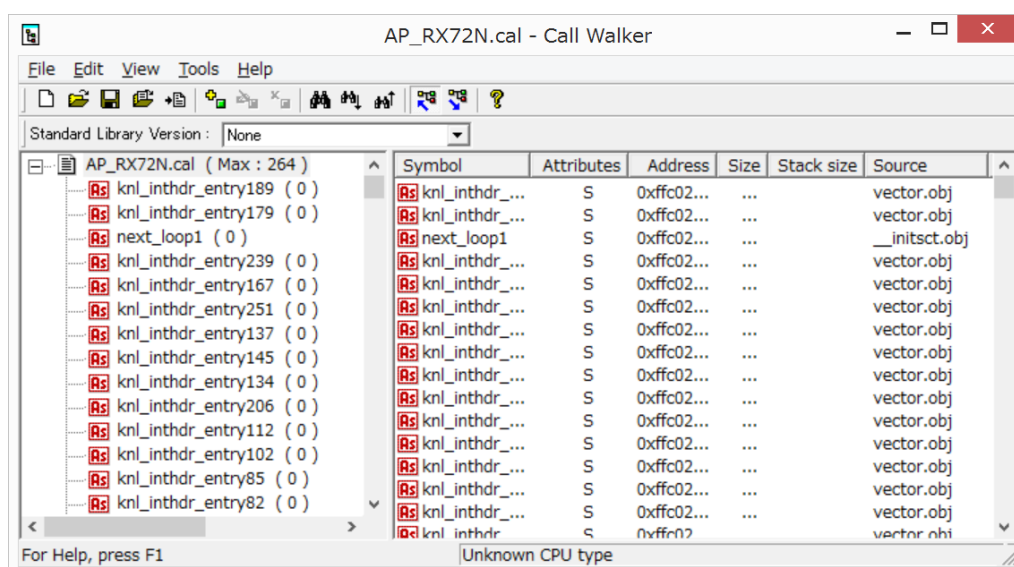 AP_RX72N.cal - Call Walker
File Edit View Tools Help
Standard Library Version : None
AP_RX72N.cal ( Max : 264 )
knl_inthdr_entry189 ( 0 )
knl_inthdr_entry179 ( 0 )
next_loop1 ( 0 )
knl_inthdr_entry239 ( 0 )
knl_inthdr_entry167 ( 0 )
knl_inthdr_entry251 ( 0 )
knl_inthdr_entry137 ( 0 )
knl_inthdr_entry145 ( 0 )
knl_inthdr_entry134 ( 0 )
knl_inthdr_entry206 ( 0 )
knl_inthdr_entry112 ( 0 )
knl_inthdr_entry102 ( 0 )
knl_inthdr_entry85 ( 0 )
knl_inthdr_entry82 ( 0 )
Symbol Attributes Address Size Stack size Source
knl_inthdr_... S 0xffc02... ... vector.obj
knl_inthdr_... S 0xffc02... ... vector.obj
next_loop1 S 0xffc02... ... __initsct.obj
knl_inthdr_... S 0xffc02... ... vector.obj
knl_inthdr_... S 0xffc02... ... vector.obj
knl_inthdr_... S 0xffc02... ... vector.obj
knl_inthdr_... S 0xffc02... ... vector.obj
knl_inthdr_... S 0xffc02... ... vector.obj
knl_inthdr_... S 0xffc02... ... vector.obj
knl_inthdr_... S 0xffc02... ... vector.obj
knl_inthdr_... S 0xffc02... ... vector.obj
knl_inthdr_... S 0xffc02... ... vector.obj
knl_inthdr_... S 0xffc02... ... vector.obj
knl_inthdr_... S 0xffc02... ... vector.obj
knl_inthdr_... S 0xffc02... ... vector.obj
For Help, press F1
Unknown CPU type